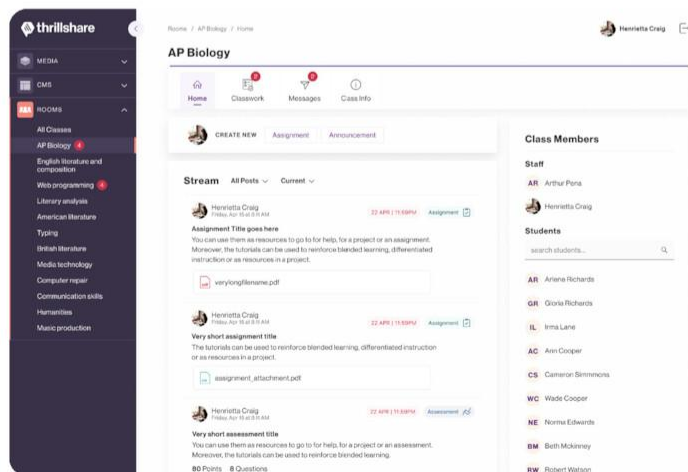 thrillshare
MEDIA
CMS
ROOMS
All Classes
AP Biology 4
English literature and
composition
Web programming 4
Literary analysis
American literature
Typing
British literature
Media technology
Computer repair
Communication skills
Humanities
Music production
Rooms / AP Biology / Home
Henrietta Craig
AP Biology
Home
Classwork
Messages
Class Info
CREATE NEW Assignment Announcement
Stream All Posts Current
Henrietta Craig
22 APR | 11:59PM Assignment
Assignment Title goes here
You can use them as resources to go to for help, for a project or an assignment.
Moreover, the tutorials can be used to reinforce blended learning, differentiated
instruction or as resources in a project.
verylongfilename.pdf
Henrietta Craig
22 APR | 11:59PM Assignment
Very short assignment title
The tutorials can be used to reinforce blended learning, differentiated instruction
or as resources in a project.
assignment_attachment.pdf
Henrietta Craig
22 APR | 11:59PM Assessment
Very short assessment title
You can use them as resources to go to for help, for a project or an assessment.
Moreover, the tutorials can be used to reinforce blended learning.
80 Points 8 Questions
Class Members
Staff
AR Arthur Pena
Henrietta Craig
Students
search students...
AR Arlene Richards
GR Gloria Richards
IL Irma Lane
AC Ann Cooper
CS Cameron Simmmons
WC Wade Cooper
NE Norma Edwards
BM Beth Mckinney
RW Robert Watson